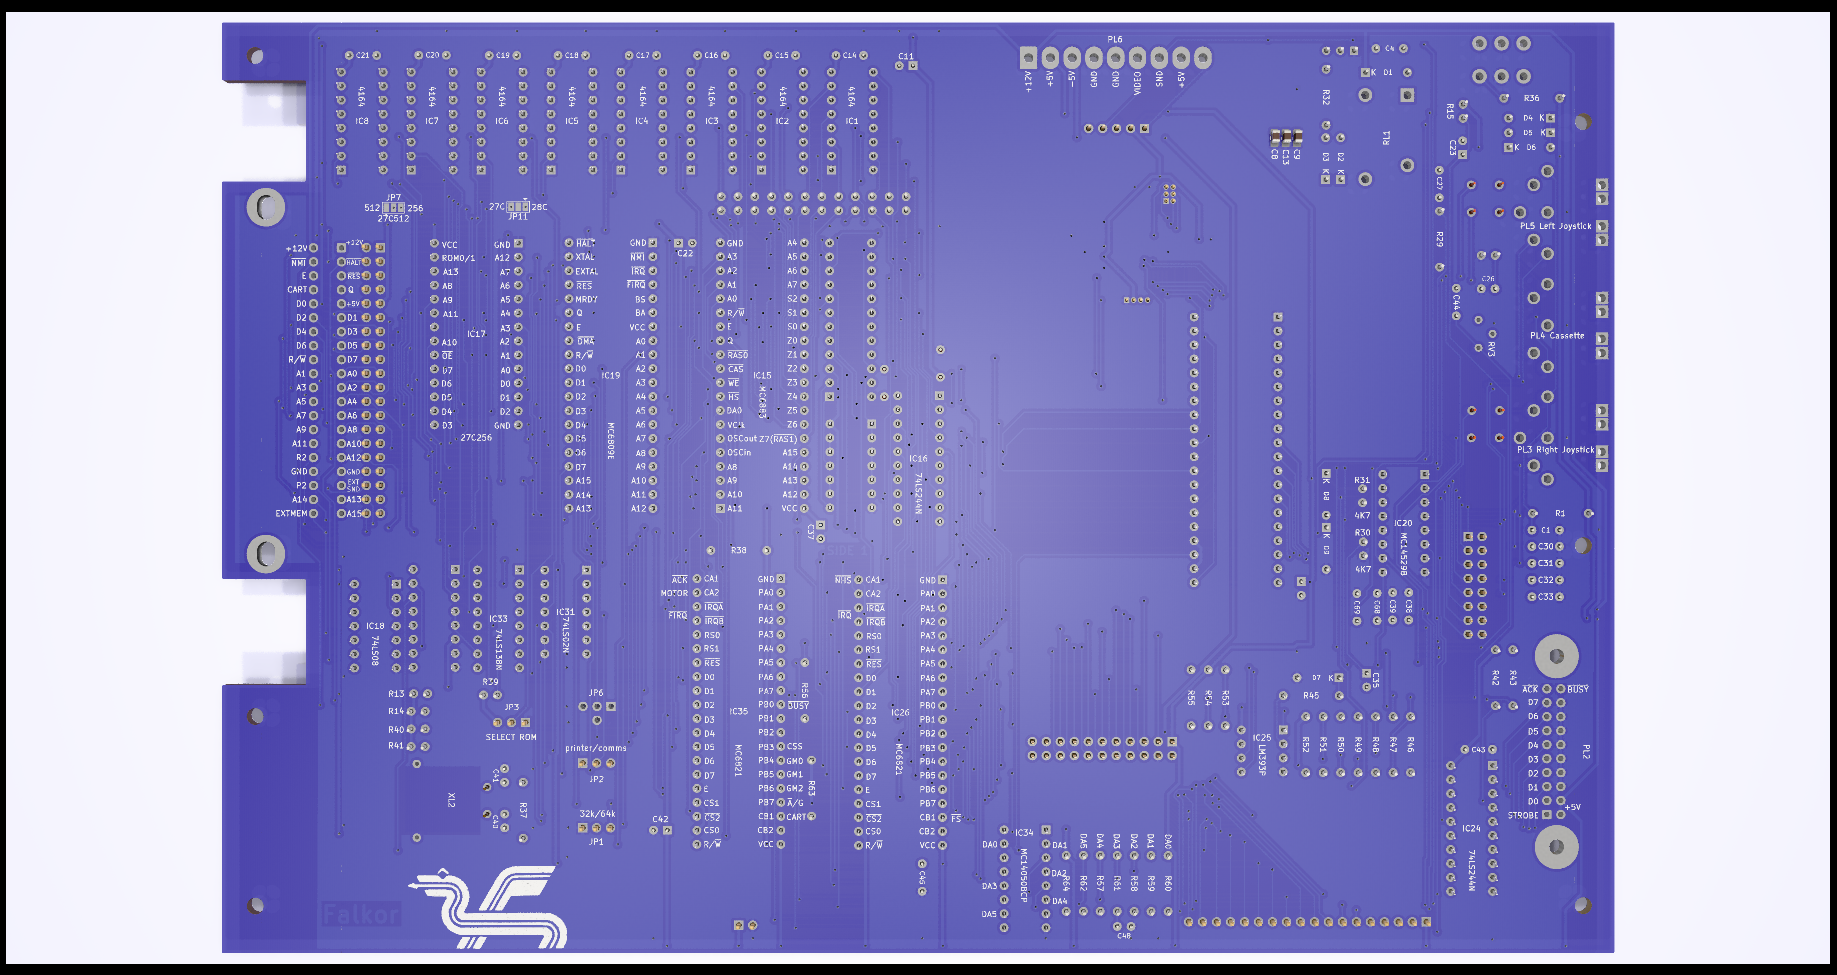 C21 C20 C19 C18 C17 C16 C15 C14 C11
4164 4164 4164 4164 4164 4164 4164 4164
IC8 IC7 IC6 IC5 IC4 IC3 IC2 IC1
PL6
+12V +5V -5V GND GND VIDEO GND +5V
C4
K D1
R32
RL1
C8 C13 C9
D3 D2
K K
R15
R36
D4 K
D5 K
K D6
C23
C27
R29
PL5 Left Joystick
C26
C44
RV3
PL4 Cassette
PL3 Right Joystick
JP7
512 256
27C512
27C 28C
JP11
+12V
NMI
E
CART
D0
D2
D4
D6
R/W
A1
A3
A5
A7
A9
A11
R2
GND
P2
A14
EXTMEM
+12V
HALT
RES
Q
+5V
D1
D3
D5
D7
A0
A2
A4
A6
A8
A10
A12
GND
EXT
SND
A13
A15
VCC GND
ROM0/1 A12
A13 A7
A8 A6
A9 A5
A11 A4
A3
IC17
A10 A2
OE A1
D7 A0
D6 D0
D5 D1
D4 D2
D3 GND
27C256
HALT GND
XTAL NMI
EXTAL IRQ
RES FIRQ
MRDY BS
Q BA
E VCC
DMA A0
R/W A1
D0 A2
IC19
D1 A3
D2 A4
D3 A5
D4 A6
D5 A7
D6 A8
D7 A9
A15 A10
A14 A11
A13 A12
MC6809E
C22
GND A4
A3 A5
A2 A6
A1 A7
A0 S2
R/W S1
E S0
Q Z0
RAS0 Z1
CAS Z2
IC15
WE Z3
HS Z4
DA0 Z5
VClk Z6
OSCout Z7(RAS1)
OSCin A15
A8 A14
A9 A13
A10 A12
A11 VCC
MC6883
IC16
74LS244N
C37
R38
K D8
K D9
R31
4K7
R30
4K7
IC20
MC14529B
R1
C1
C30
C31
C32
C33
C69 C68 C39 C38
IC18
74LS08
IC33
74LS138N
IC31
74LS02N
R39
R13
R14
R40
R41
JP3
SELECT ROM
JP6
printer/comms
JP2
32k/64k
JP1
XL2
C41
C40
R37
C42
ACK CA1 GND
MOTOR CA2 PA0
IRQA PA1
FIRQ IRQB PA2
RS0 PA3
RS1 PA4
RES PA5
D0 PA6
D1 PA7
D2 PB0 BUSY
IC35
D3 PB1
D4 PB2
D5 PB3 CSS
D6 PB4 GM0
D7 PB5 GM1
E PB6 GM2
CS1 PB7 A/G
CS2 CB1 CART
CS0 CB2
R/W VCC
MC6821
R56
R63
NHS CA1 GND
CA2 PA0
IRQA PA1
IRQ IRQB PA2
RS0 PA3
RS1 PA4
RES PA5
D0 PA6
D1 PA7
D2 PB0
IC26
D3 PB1
D4 PB2
D5 PB3
D6 PB4
D7 PB5
E PB6
CS1 PB7
CS2 CB1 FS
CS0 CB2
R/W VCC
MC6821
C46
R55 R54 R53
D7 K
R45
C35
IC25
LM393P
R52 R51 R50 R49 R48 R47 R46
R42 R43
C43
ACK BUSY
D7
D6
D5
D4
D3
D2
D1
D0 +5V
STROBE
PL2
IC24
74LS244N
IC34
MC14050BCP
DA0
DA3
DA5
DA1
DA2
DA4
DA5 DA4 DA3 DA2 DA1 DA0
R64 R62 R57 R61 R58 R59 R60
C48
Falkor